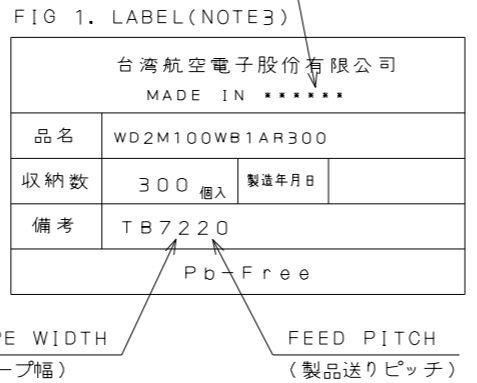 FIG 1. LABEL(NOTE3)
台湾航空電子股份有限公司
MADE IN ******
品名 WD2M100WB1AR300
収納数 300 個入 製造年月日
備考 TB7220
Pb-Free
PE WIDTH FEED PITCH
ープ幅) (製品送りピッチ)